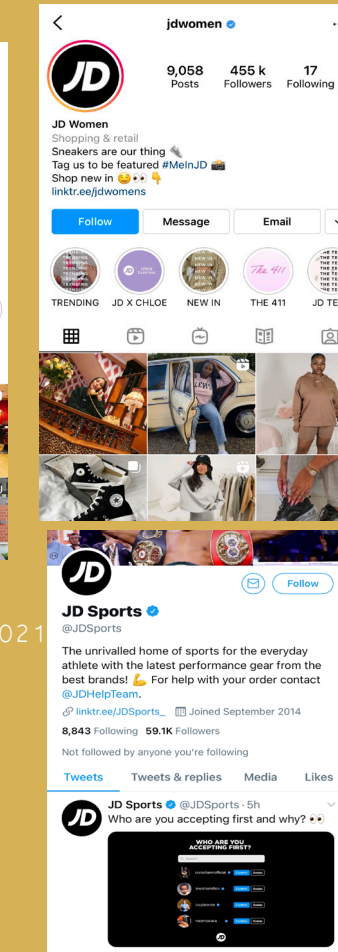 jdwomen
JD
9,058
455 k
17
Posts
Followers
Following
JD Women
Shopping & retail
Sneakers are our thing
Tag us to be featured #MeInJD
Shop new in
linktr.ee/jdwomens
Follow
Message
Email
TRENDING
JD X CHLOE
NEW IN
The 411
THE 411
JD TE
JD
Follow
JD Sports
@JDSports
021
The unrivalled home of sports for the everyday
athlete with the latest performance gear from the
best brands! 💪 For help with your order contact
@JDHelpTeam.
linktr.ee/JDSports_ Joined September 2014
8,843 Following 59.1K Followers
Not followed by anyone you're following
Tweets Tweets & replies Media Likes
JD JD Sports @JDSports · 5h
Who are you accepting first and why? 👀
WHO ARE YOU
ACCEPTING FIRST?